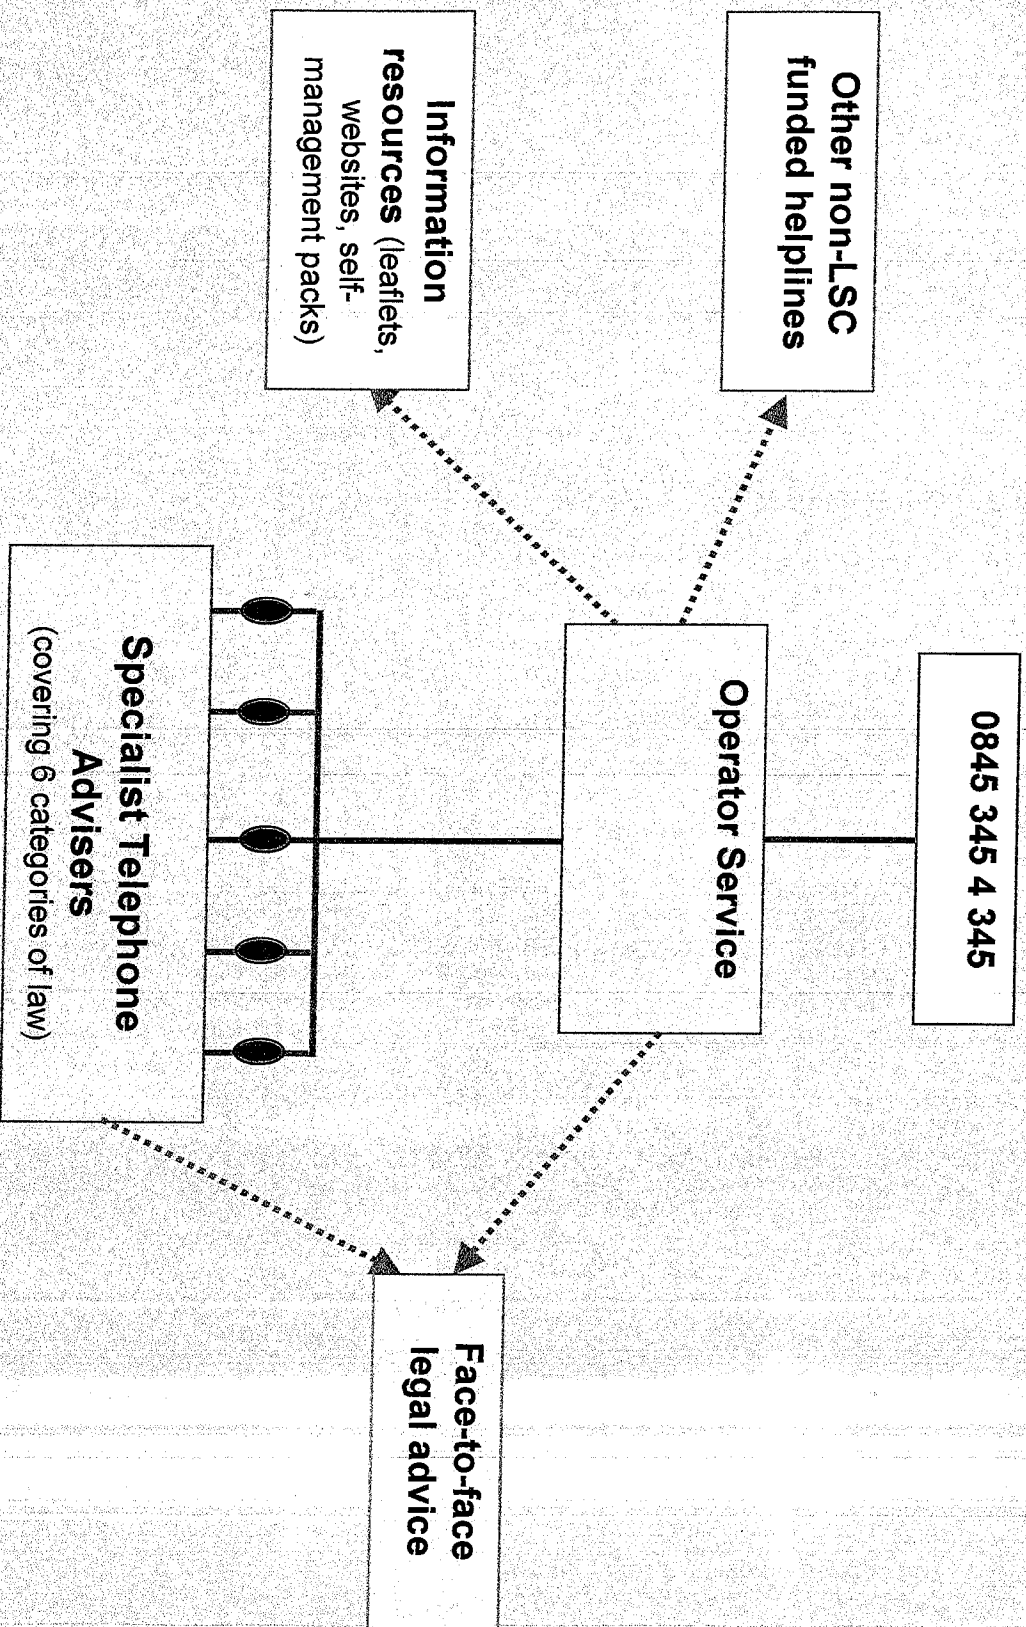 0845 345 4 345
Other non-LSC
funded helplines
Operator Service
Information
resources (leaflets,
websites, self-
management packs)
Face-to-face
legal advice
Specialist Telephone
Advisers
(covering 6 categories of law)